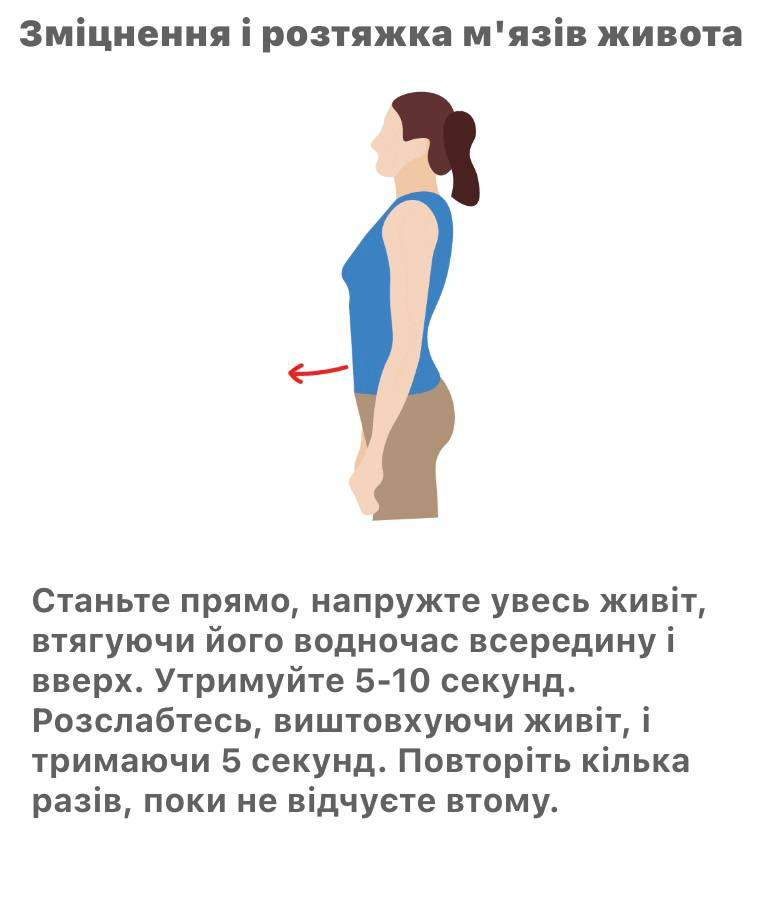 Зміцнення і розтяжка м'язів живота
Станьте прямо, напружте увесь живіт,
втягуючи його водночас всередину і
вверх. Утримуйте 5-10 секунд.
Розслабтесь, виштовхуючи живіт, і
тримаючи 5 секунд. Повторіть кілька
разів, поки не відчуєте втому.